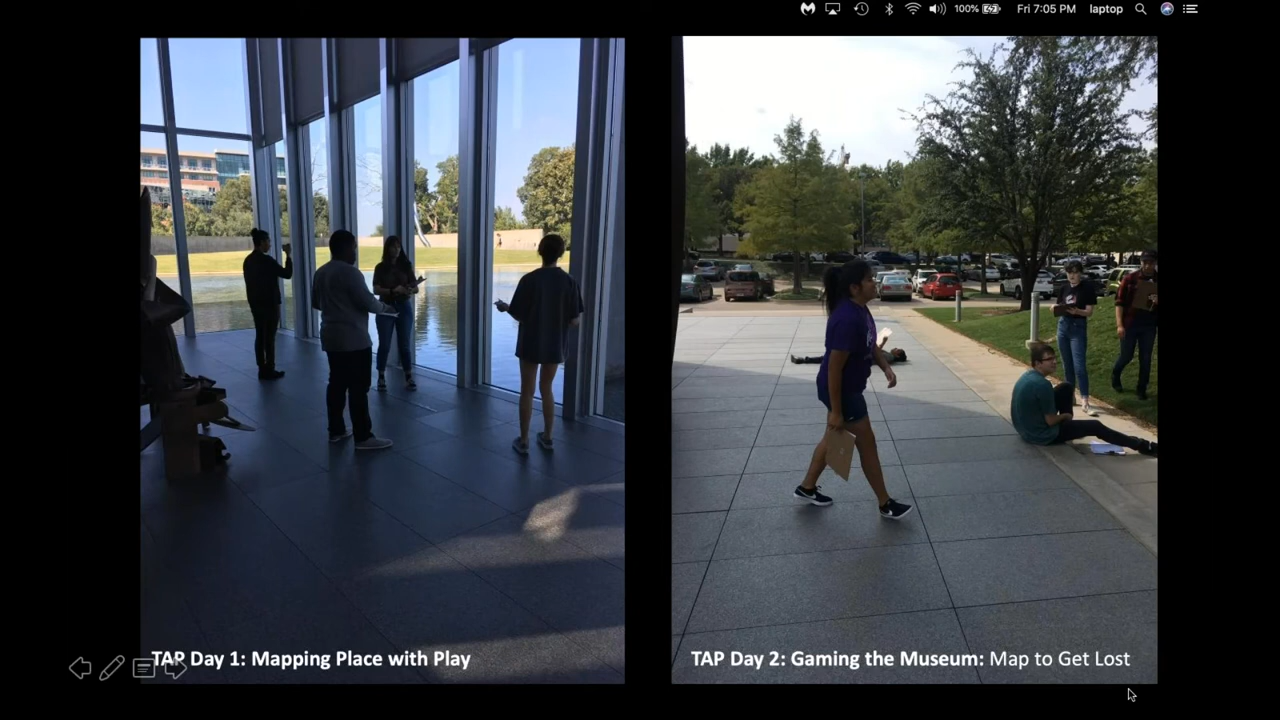 100% Fri 7:05 PM laptop
TAP Day 1: Mapping Place with Play
TAP Day 2: Gaming the Museum: Map to Get Lost